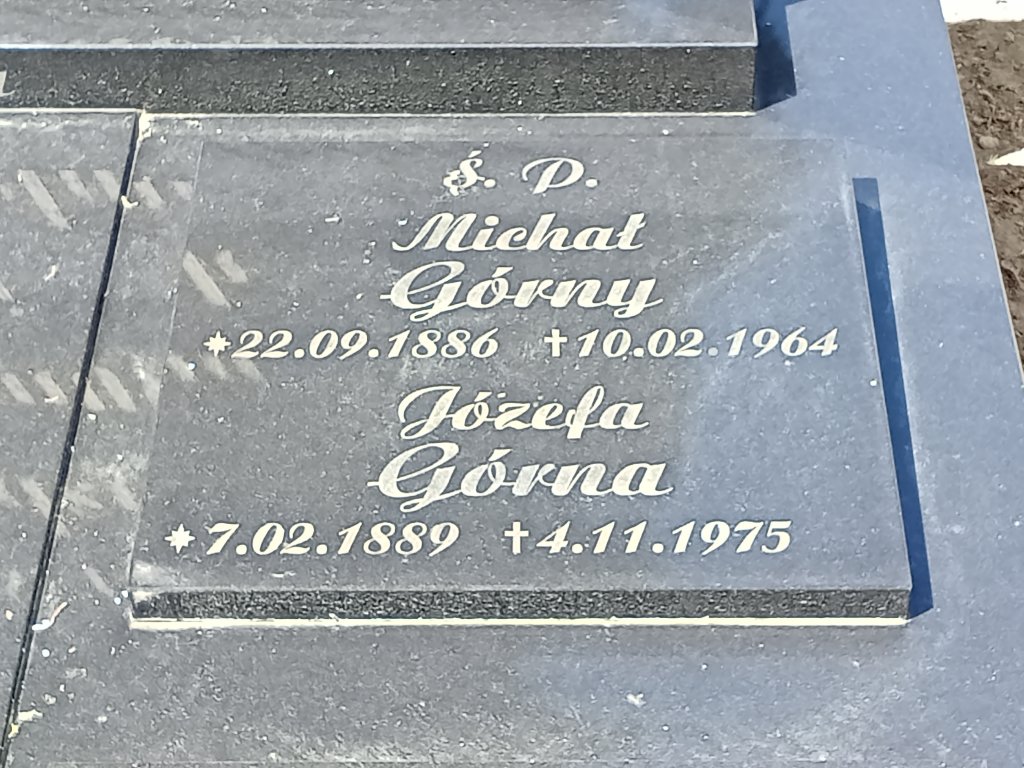 Ś. P.
Michał
Górny
*22.09.1886 †10.02.1964
Józefa
Górna
*7.02.1889 †4.11.1975